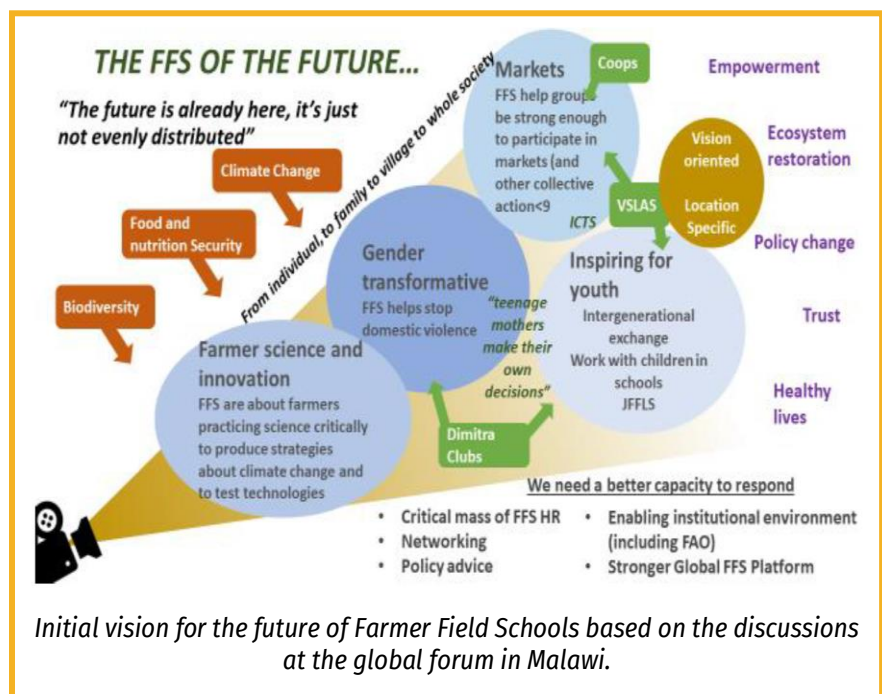 THE FFS OF THE FUTURE...
"The future is already here, it's just
not evenly distributed"
Climate Change
Food and
nutrition Security
Biodiversity
From individual, to family to village to whole society
Markets
FFS help groups
be strong enough
to participate in
markets (and
other collective
action<9
ICTS
Coops
VSLAS
Vision
oriented
Location
Specific
Gender
transformative
FFS helps stop
domestic violence
"teenage
mothers
make their
own
decisions"
Inspiring for
youth
Intergenerational
exchange
Work with children in
schools
JFFLS
Farmer science and
innovation
FFS are about farmers
practicing science critically
to produce strategies
about climate change and
to test technologies
Dimitra
Clubs
Empowerment
Ecosystem
restoration
Policy change
Trust
Healthy
lives
We need a better capacity to respond
• Critical mass of FFS HR
• Networking
• Policy advice
• Enabling institutional environment
(including FAO)
• Stronger Global FFS Platform
Initial vision for the future of Farmer Field Schools based on the discussions
at the global forum in Malawi.